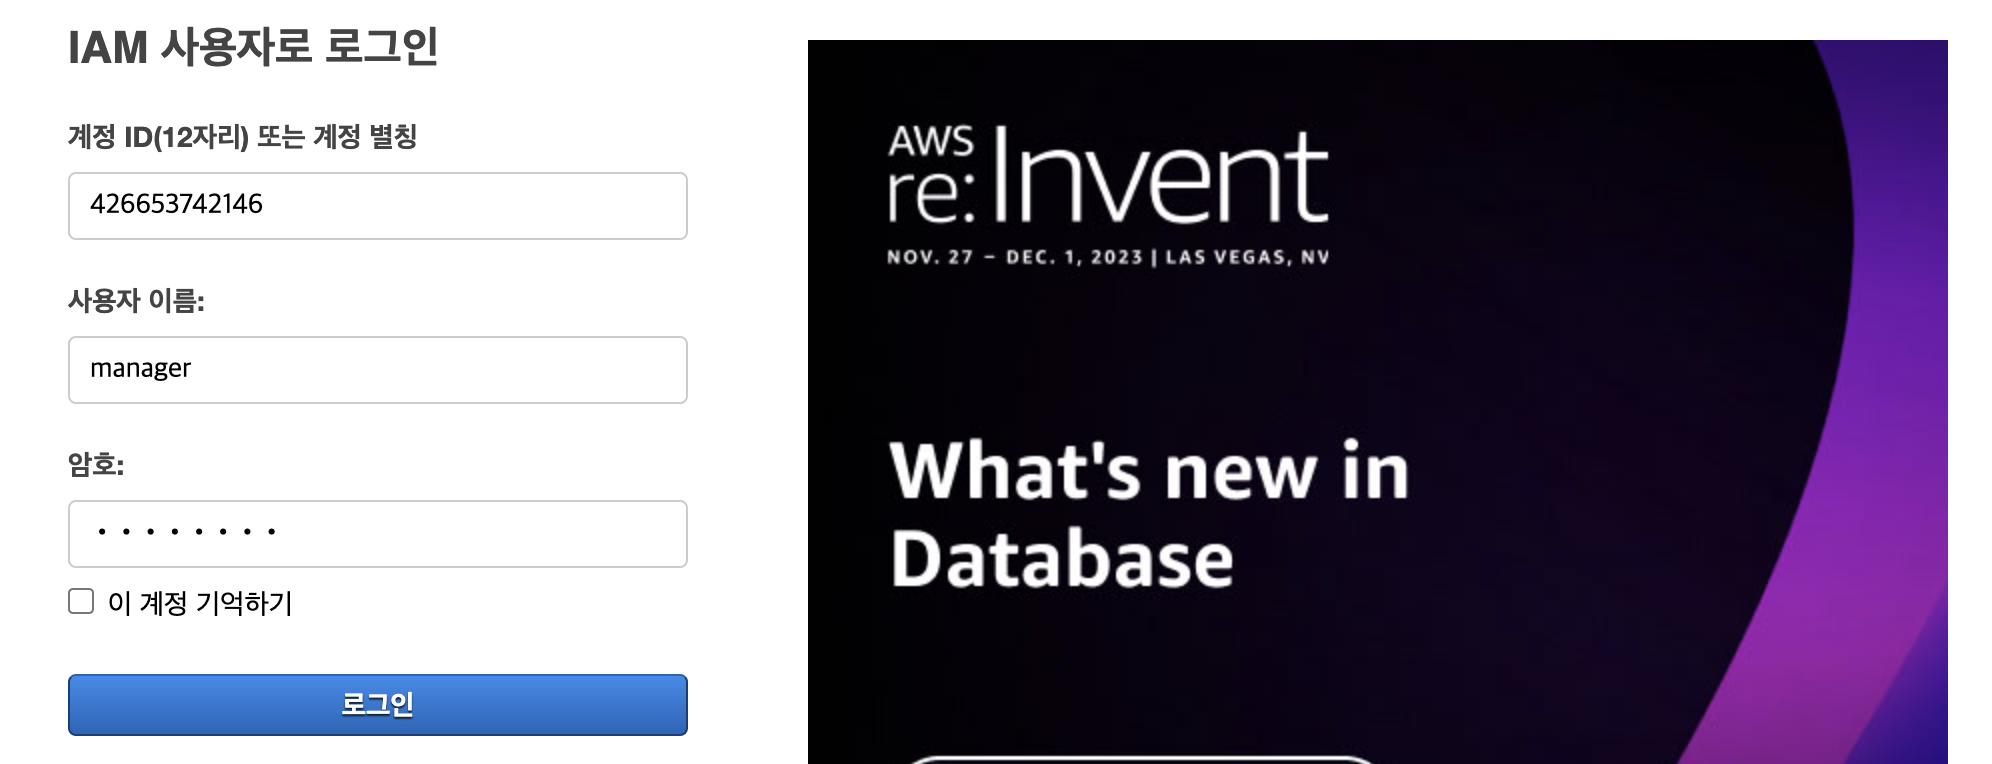 IAM 사용자로 로그인
계정 ID(12자리) 또는 계정 별칭
426653742146
사용자 이름:
manager
암호:
••••••••
이 계정 기억하기
로그인
AWS
re:Invent
NOV. 27 – DEC. 1, 2023 | LAS VEGAS, NV
What's new in
Database